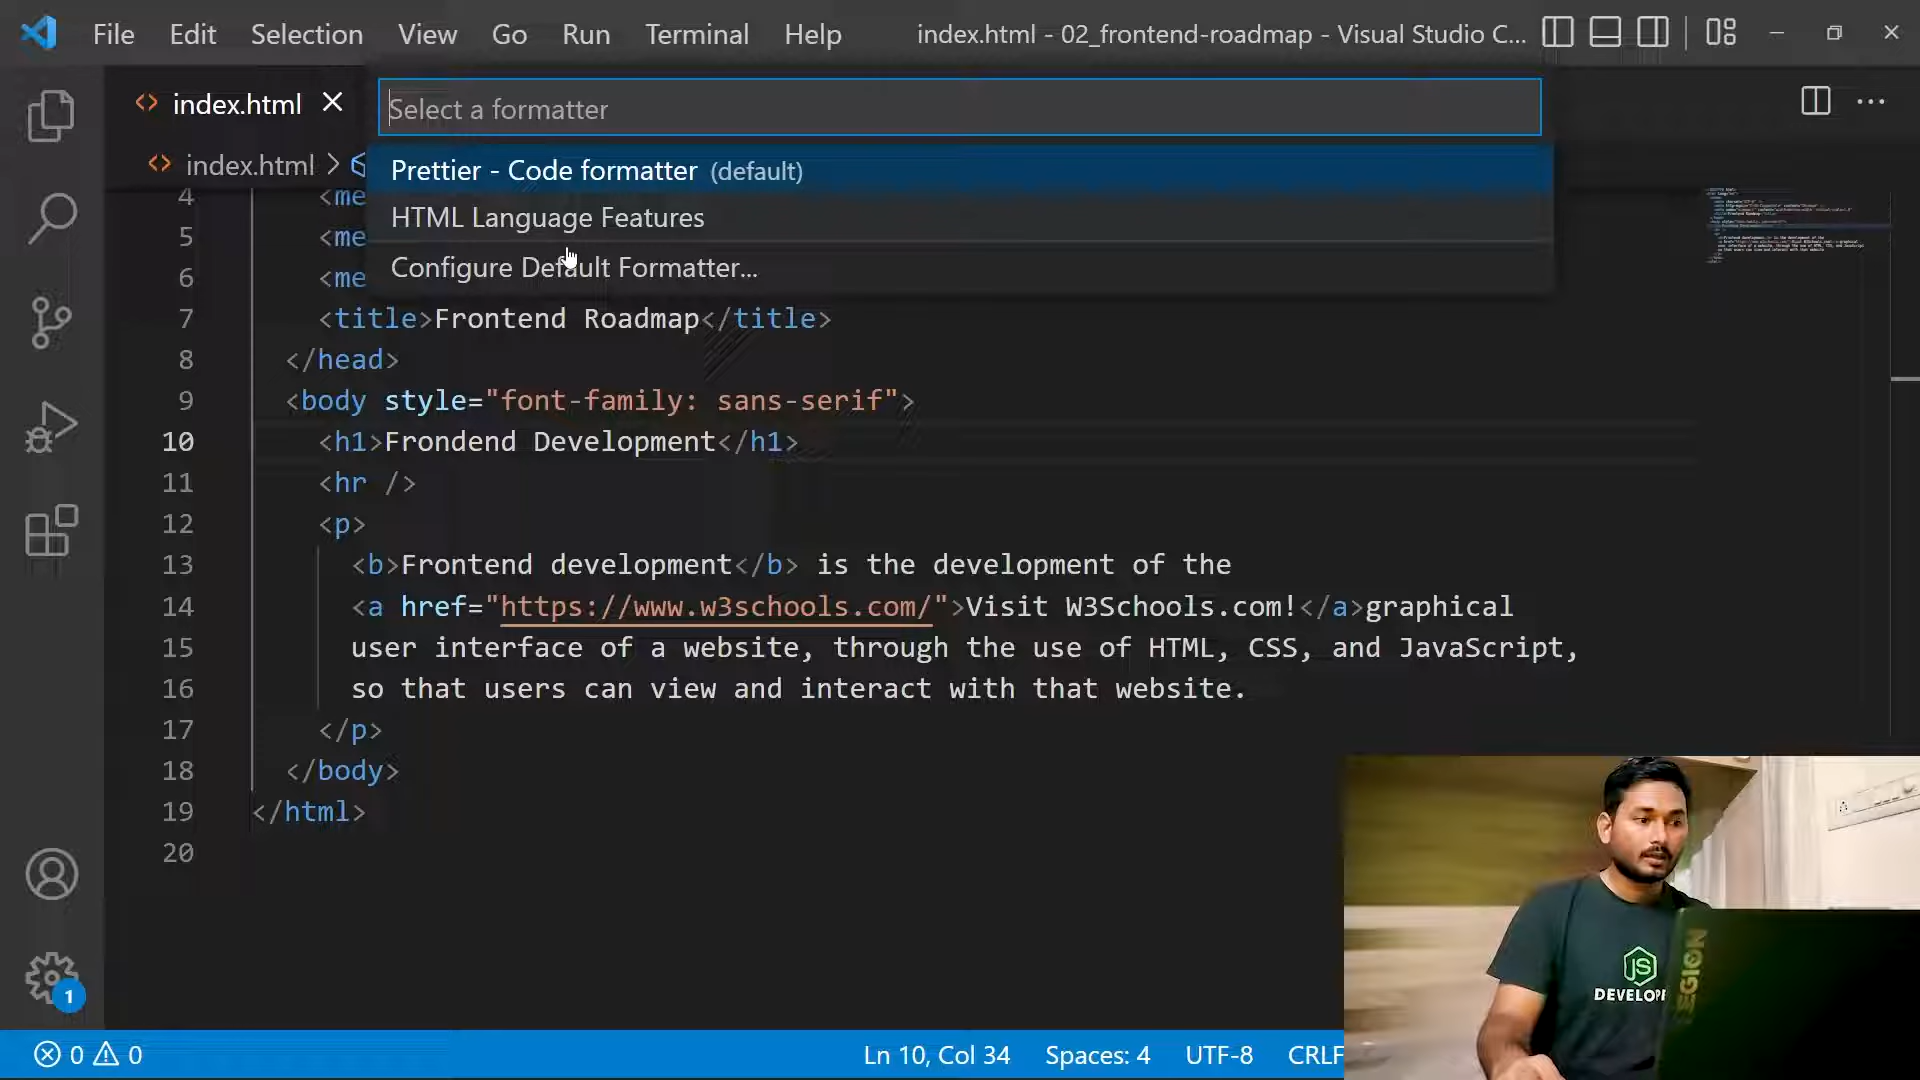 File Edit Selection View Go Run Terminal Help index.html - 02_frontend-roadmap - Visual Studio C...
index.html
Select a formatter
index.html >
Prettier - Code formatter (default)
HTML Language Features
Configure Default Formatter...
4 <me
5 <me
6 <me
7 <title>Frontend Roadmap</title>
8 </head>
9 <body style="font-family: sans-serif">
10 <h1>Frondend Development</h1>
11 <hr />
12 <p>
13 <b>Frontend development</b> is the development of the
14 <a href="https://www.w3schools.com/">Visit W3Schools.com!</a>graphical
15 user interface of a website, through the use of HTML, CSS, and JavaScript,
16 so that users can view and interact with that website.
17 </p>
18 </body>
19 </html>
20
JS
DEVELOP
LEGION
1
0 0 Ln 10, Col 34 Spaces: 4 UTF-8 CRLF